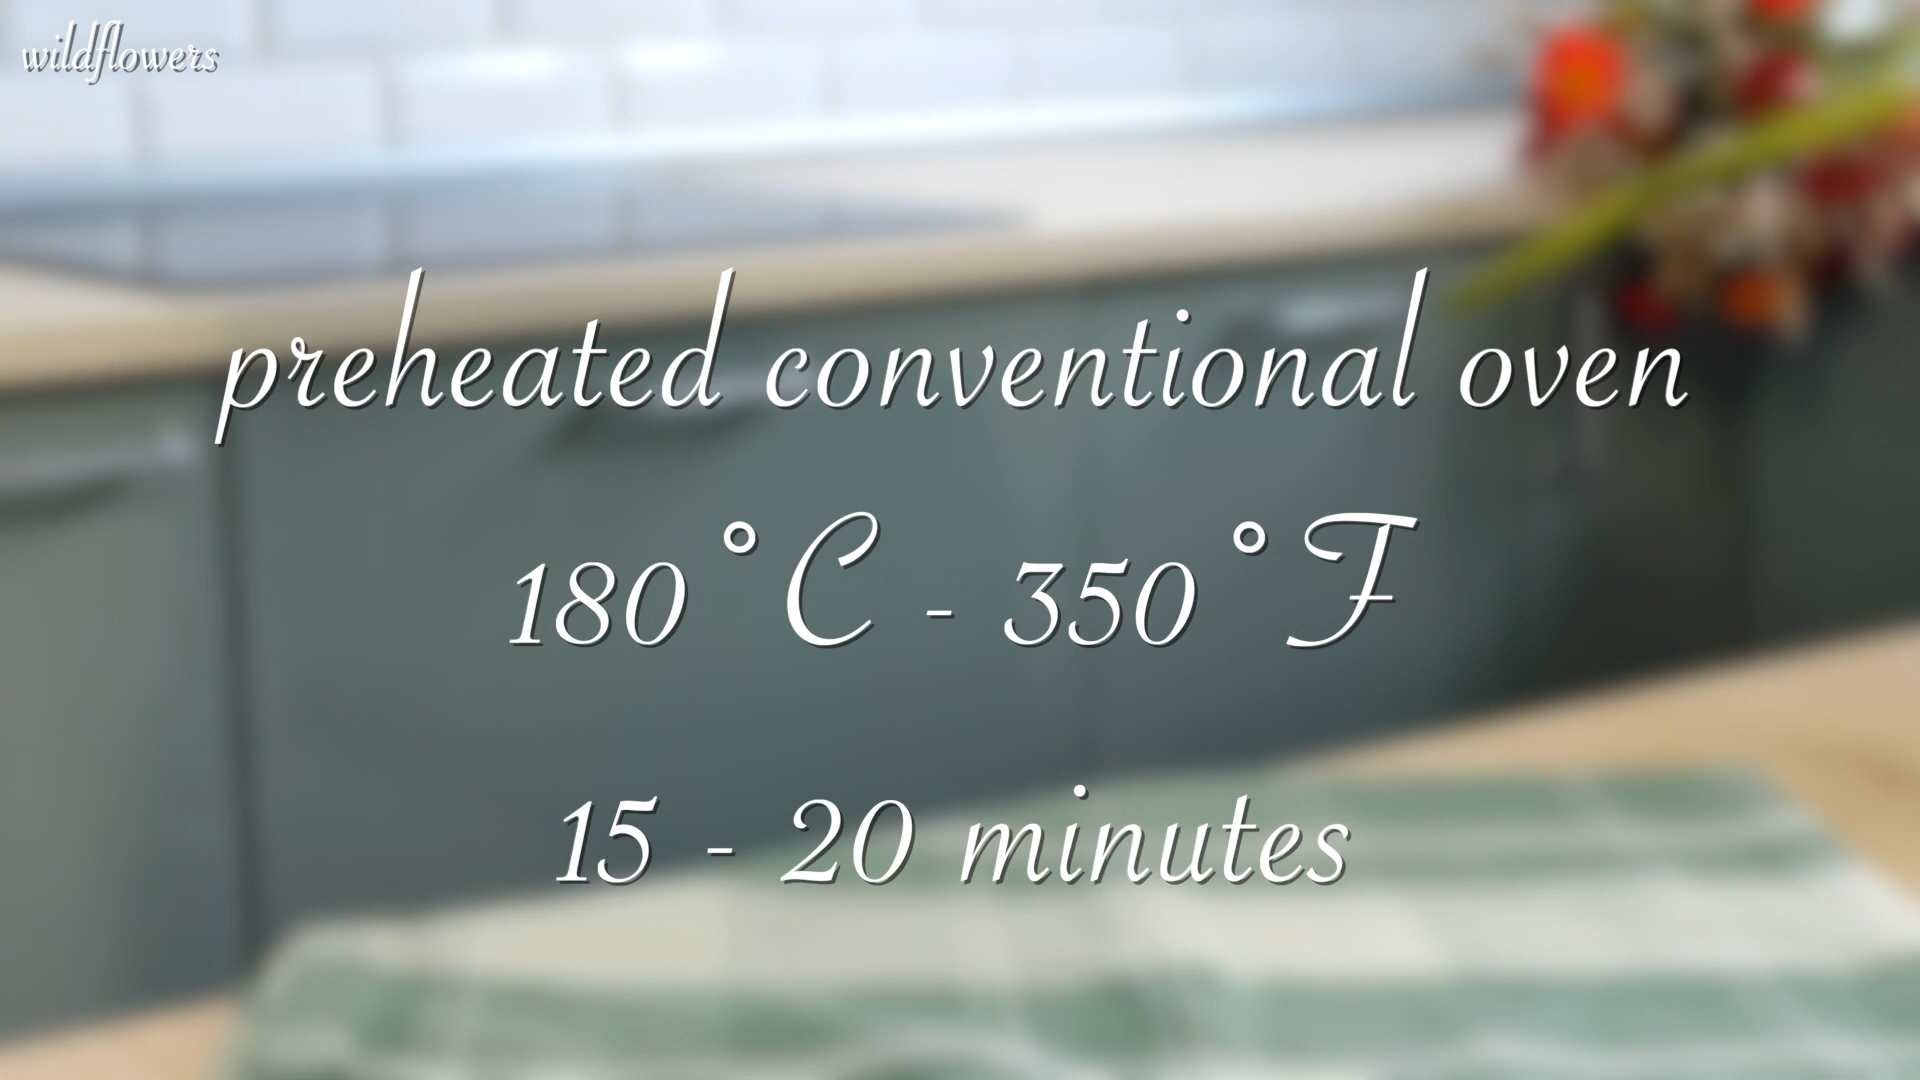 wildflowers
preheated conventional oven
180°C - 350°F
15 - 20 minutes